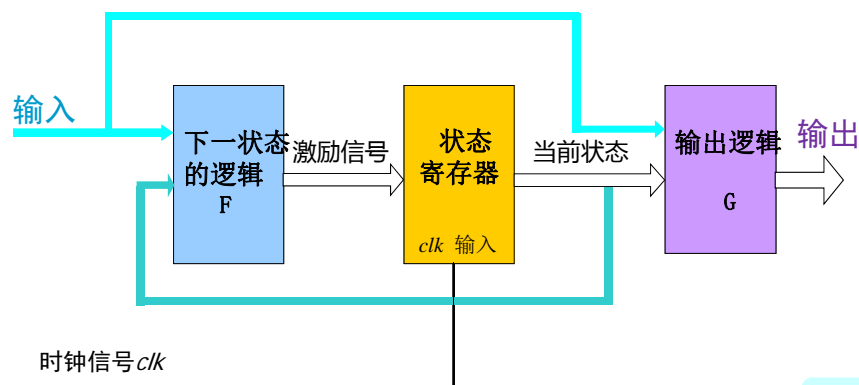 输入
下一状态
的逻辑
F
激励信号
状态
寄存器
clk 输入
当前状态
输出逻辑
G
输出
时钟信号clk